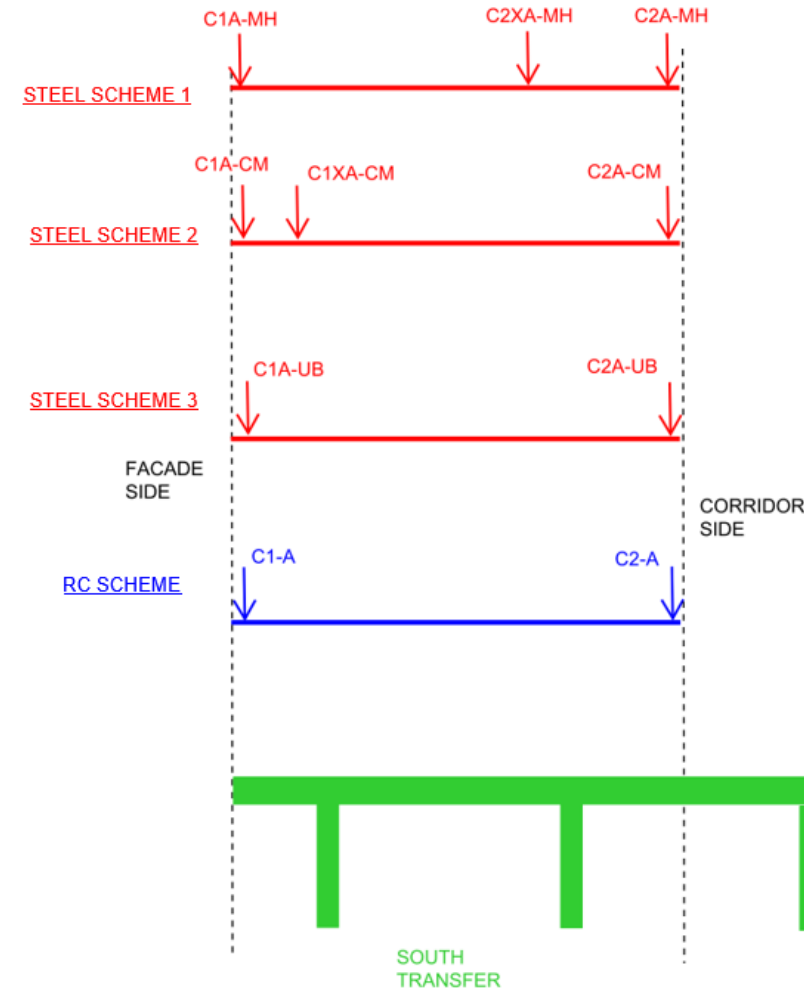 C1A-MH
C2XA-MH
C2A-MH
STEEL SCHEME 1
C1A-CM
C1XA-CM
C2A-CM
STEEL SCHEME 2
C1A-UB
C2A-UB
STEEL SCHEME 3
FACADE
SIDE
CORRIDOR
SIDE
C1-A
C2-A
RC SCHEME
SOUTH
TRANSFER